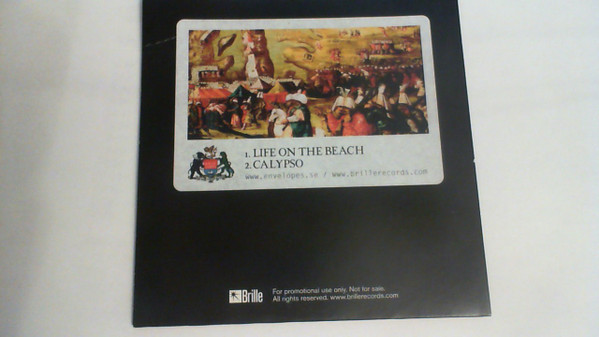 1. LIFE ON THE BEACH
2. CALYPSO
www.envelopes.se / www.brillerecords.com
Brille
For promotional use only. Not for sale.
All rights reserved. www.brillerecords.com